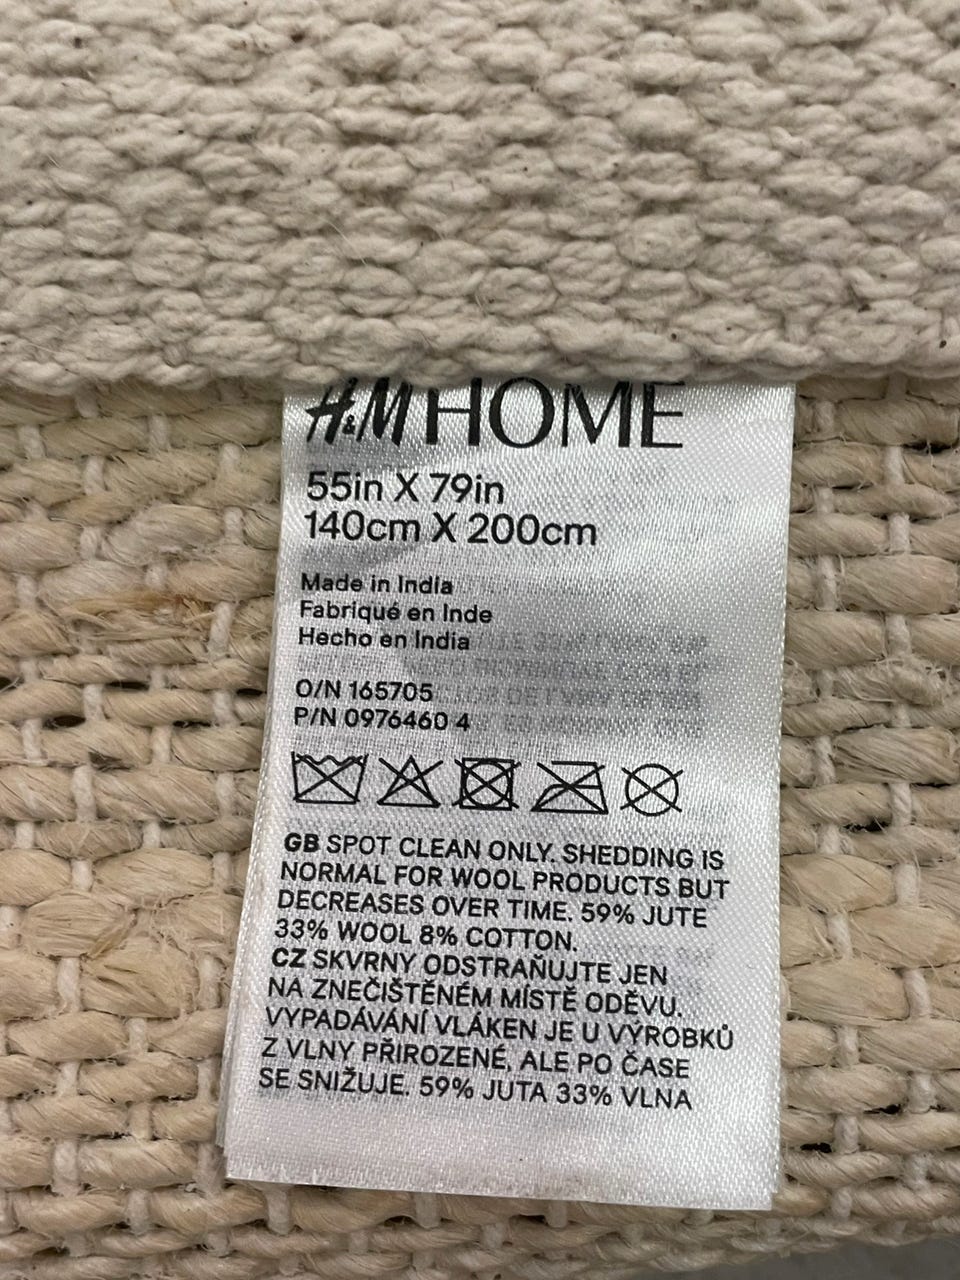 H&M HOME
55in X 79in
140cm X 200cm
Made in India
Fabriqué en Inde
Hecho en India
O/N 165705
P/N 0976460 4
GB SPOT CLEAN ONLY. SHEDDING IS
NORMAL FOR WOOL PRODUCTS BUT
DECREASES OVER TIME. 59% JUTE
33% WOOL 8% COTTON.
CZ SKVRNY ODSTRAŇUJTE JEN
NA ZNEČIŠTĚNÉM MÍSTĚ ODĚVU.
VYPADÁVÁNÍ VLÁKEN JE U VÝROBKŮ
Z VLNY PŘIROZENÉ, ALE PO ČASE
SE SNIŽUJE. 59% JUTA 33% VLNA